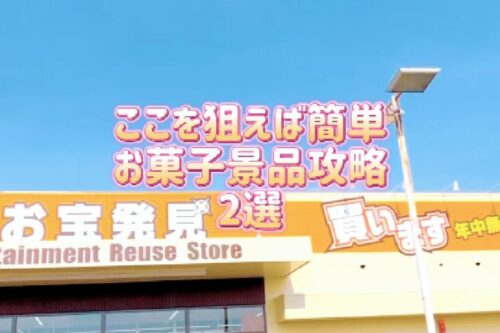 ここを狙えば簡単
お菓子景品攻略
2選
お宝発見
tainment Reuse Store
買います
年中無